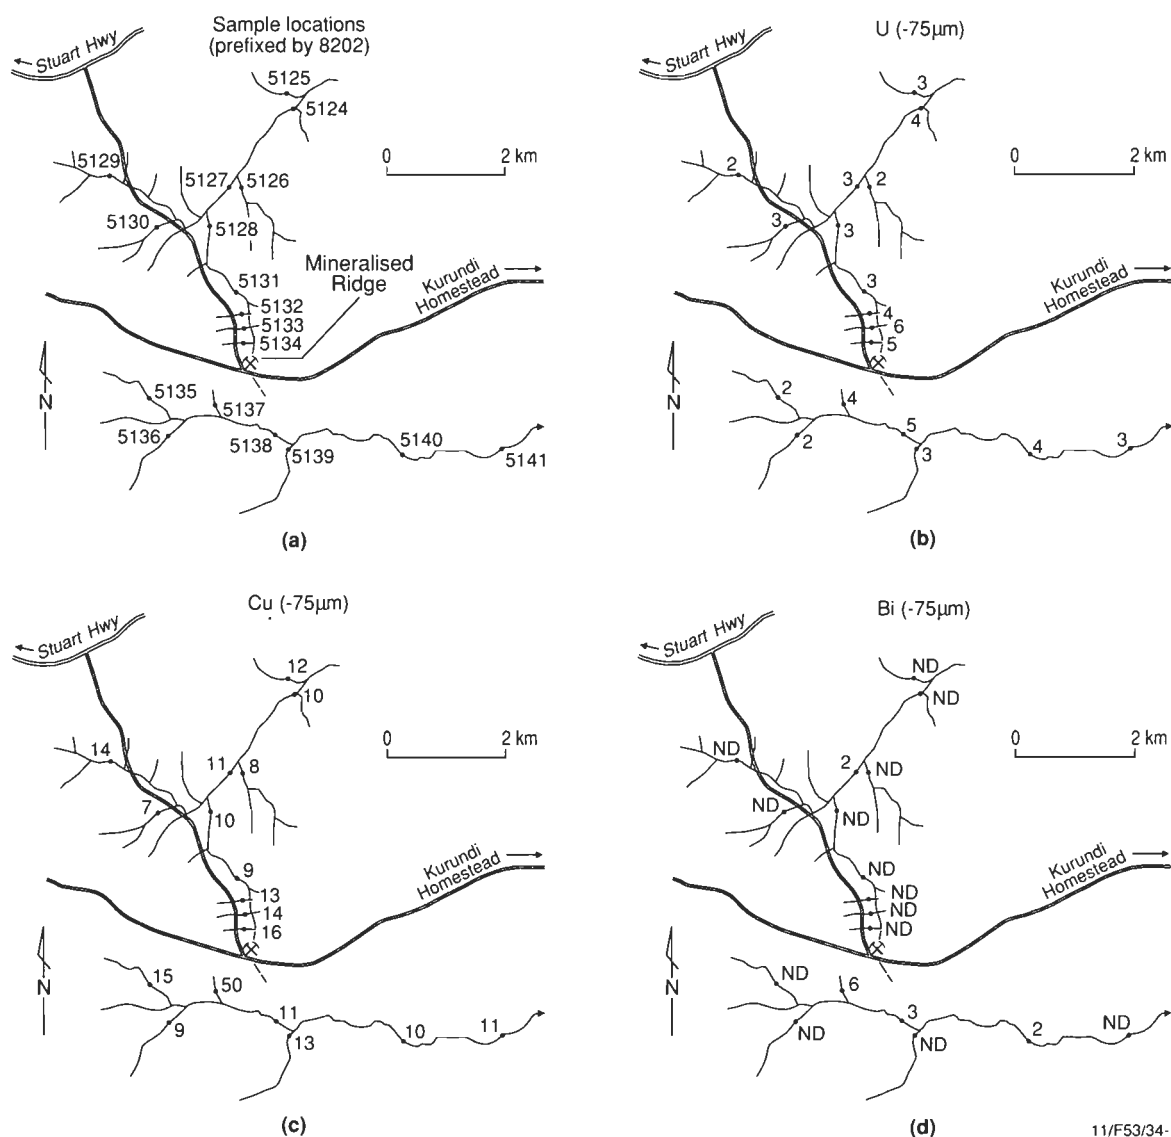 Sample locations
(prefixed by 8202)
Stuart Hwy
5125
5124
0 2 km
5129
5127
5126
5130
5128
Mineralised
Ridge
5131
5132
5133
5134
Kurundi
Homestead
N
5135
5137
5136
5138
5139
5140
5141
(a)
U (-75µm)
Stuart Hwy
3
4
0 2 km
2
3
2
3
3
3
4
6
5
Kurundi
Homestead
N
2
4
2
5
3
4
3
(b)
Cu (-75µm)
Stuart Hwy
12
10
0 2 km
14
11
8
7
10
9
13
14
16
Kurundi
Homestead
N
15
50
9
11
13
10
11
(c)
Bi (-75µm)
Stuart Hwy
ND
ND
0 2 km
ND
2
ND
ND
ND
ND
ND
ND
ND
Kurundi
Homestead
N
ND
6
ND
3
ND
2
ND
(d)
11/F53/34-